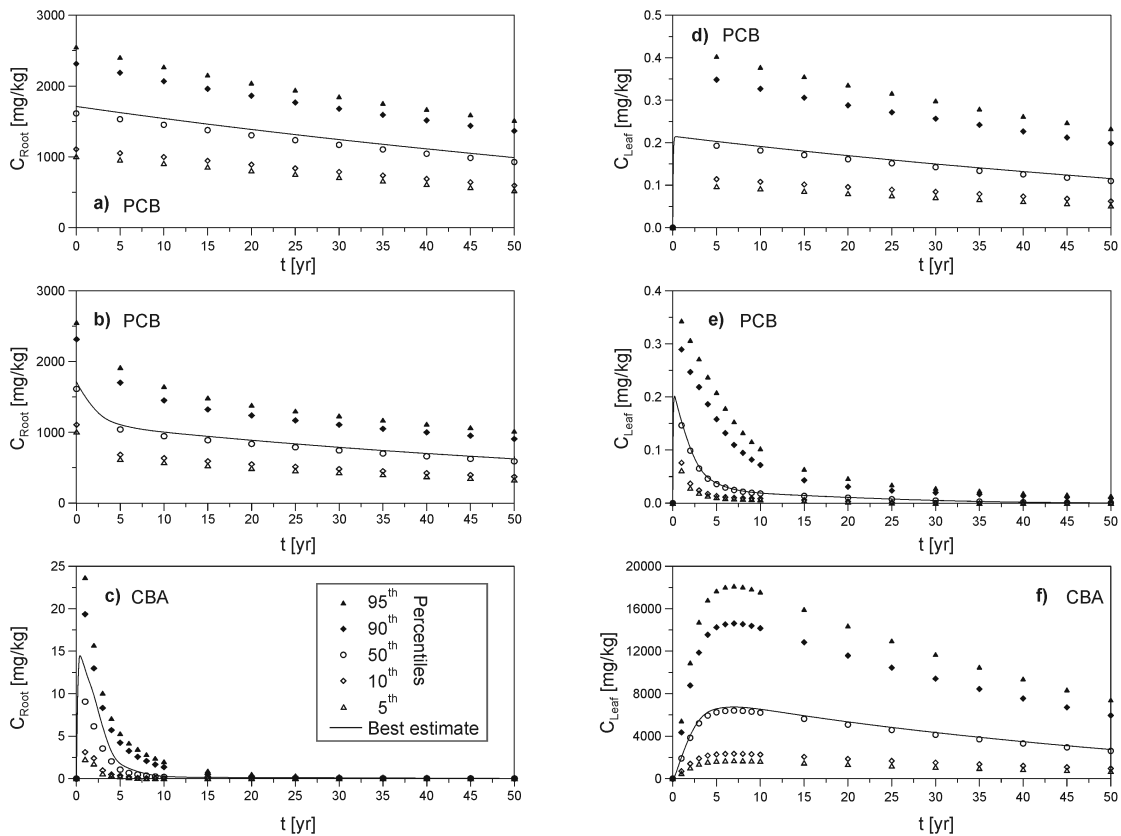 3000
2000
1000
0
C_Root [mg/kg]
a) PCB
0 5 10 15 20 25 30 35 40 45 50
t [yr]
0.5
0.4
0.3
0.2
0.1
0.0
C_Leaf [mg/kg]
d) PCB
0 5 10 15 20 25 30 35 40 45 50
t [yr]
3000
2000
1000
0
C_Root [mg/kg]
b) PCB
0 5 10 15 20 25 30 35 40 45 50
t [yr]
0.4
0.3
0.2
0.1
0.0
C_Leaf [mg/kg]
e) PCB
0 5 10 15 20 25 30 35 40 45 50
t [yr]
25
20
15
10
5
0
C_Root [mg/kg]
c) CBA
95th
90th
50th
10th
5th
Percentiles
Best estimate
0 5 10 15 20 25 30 35 40 45 50
t [yr]
20000
16000
12000
8000
4000
0
C_Leaf [mg/kg]
f) CBA
0 5 10 15 20 25 30 35 40 45 50
t [yr]